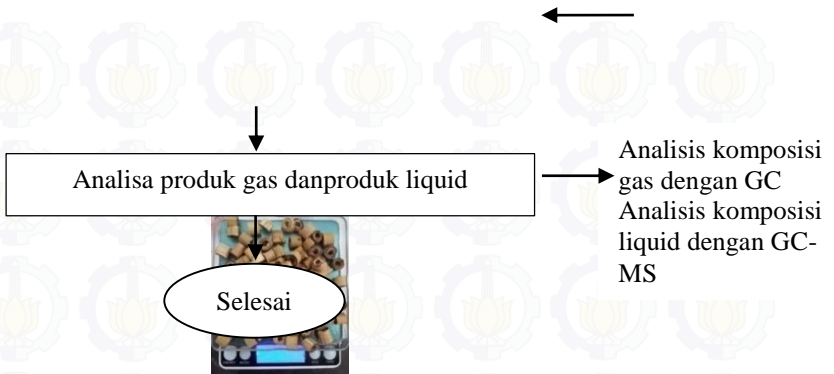 Analisa produk gas danproduk liquid
Analisis komposisi
gas dengan GC
Analisis komposisi
liquid dengan GC-
MS
Selesai